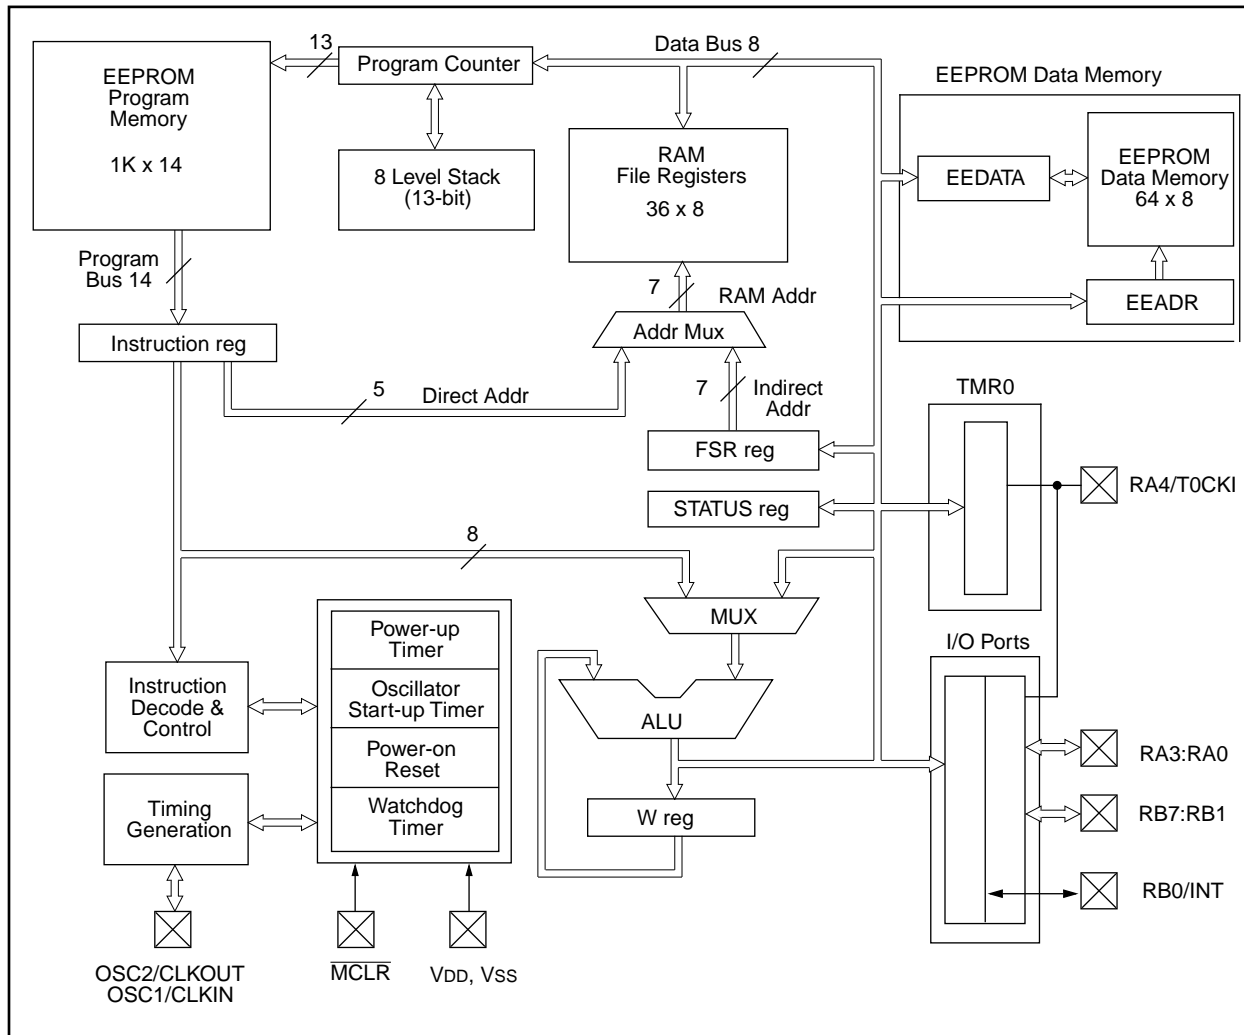 13
Data Bus 8
EEPROM
Program
Memory
1K x 14
Program Counter
EEPROM Data Memory
8 Level Stack
(13-bit)
RAM
File Registers
36 x 8
EEDATA
EEPROM
Data Memory
64 x 8
Program
Bus 14
7
RAM Addr
EEADR
Instruction reg
Addr Mux
5
Direct Addr
7
Indirect
Addr
TMR0
FSR reg
RA4/T0CKI
STATUS reg
8
MUX
Power-up
Timer
I/O Ports
Instruction
Decode &
Control
Oscillator
Start-up Timer
ALU
Power-on
Reset
RA3:RA0
Timing
Generation
Watchdog
Timer
W reg
RB7:RB1
RB0/INT
OSC2/CLKOUT
OSC1/CLKIN
MCLR
VDD, VSS